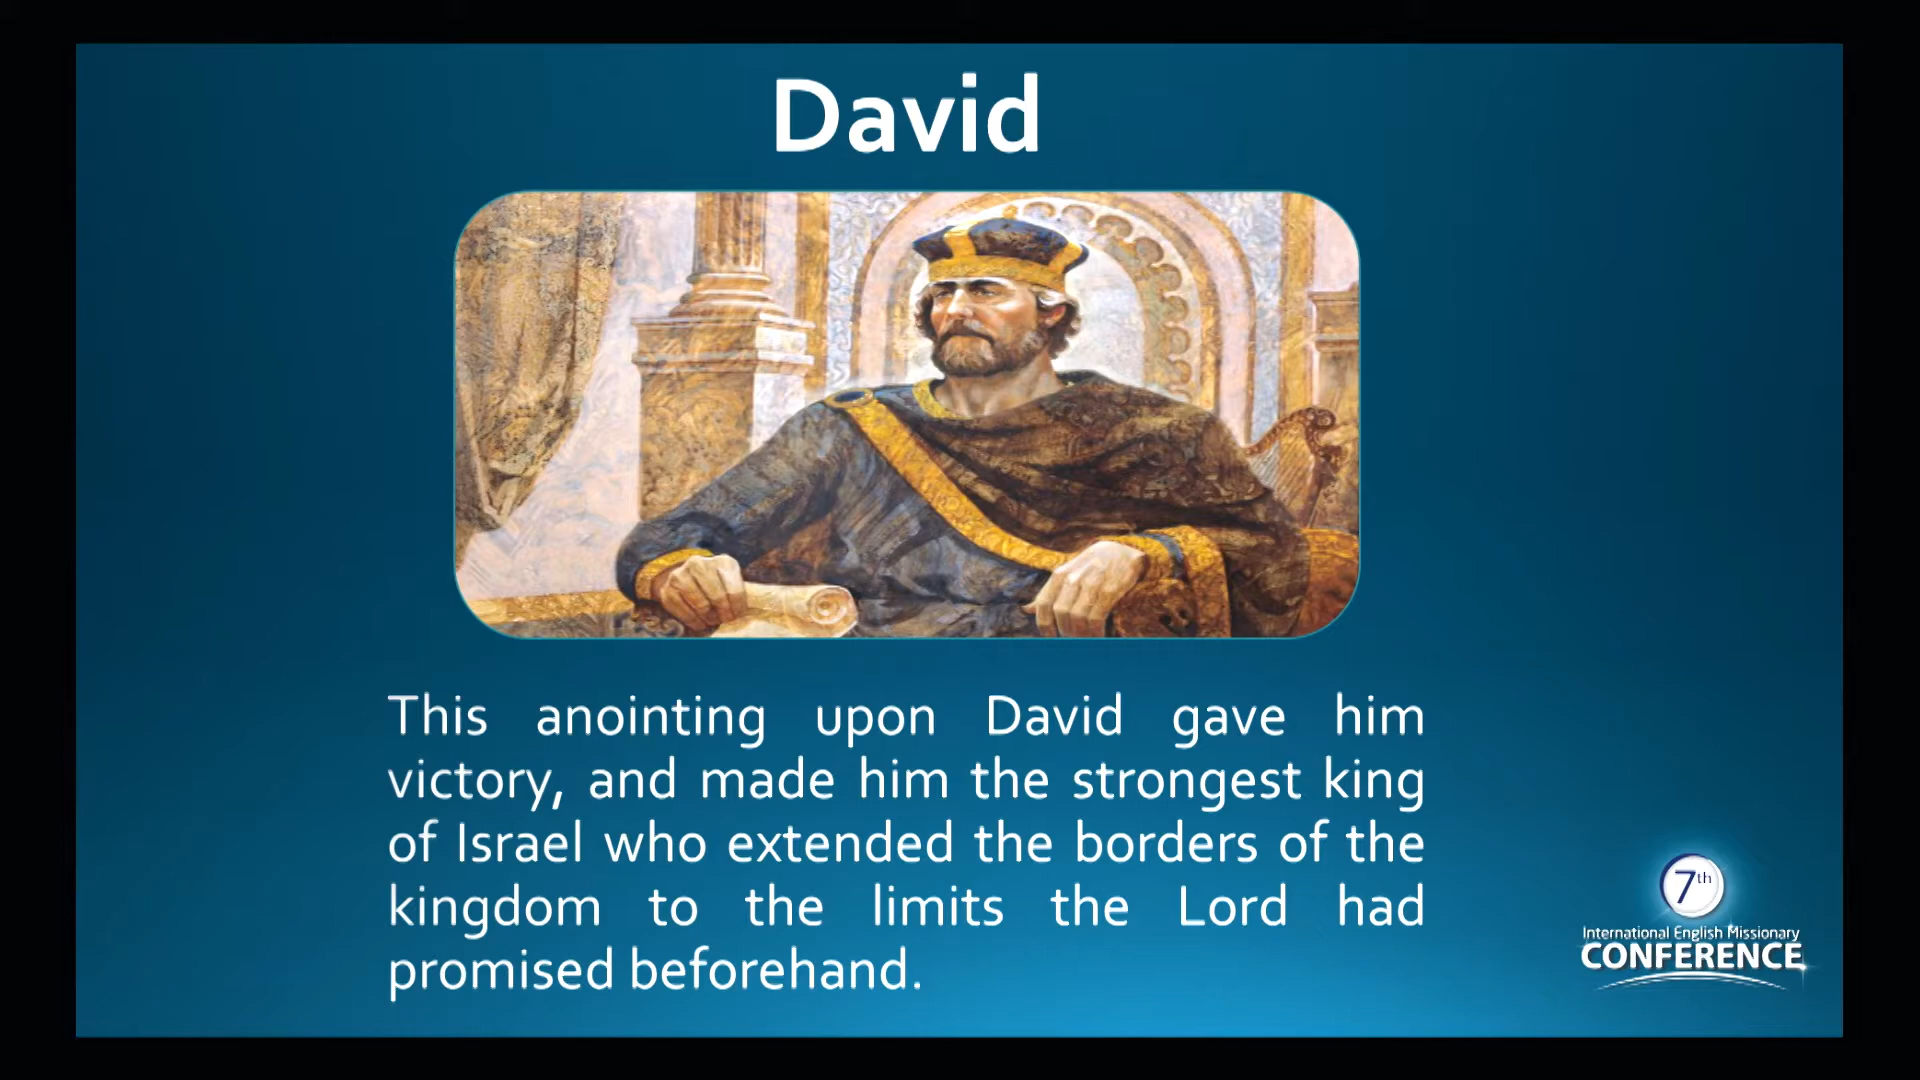 David
This anointing upon David gave him
victory, and made him the strongest king
of Israel who extended the borders of the
kingdom to the limits the Lord had
promised beforehand.
7th
International English Missionary
CONFERENCE